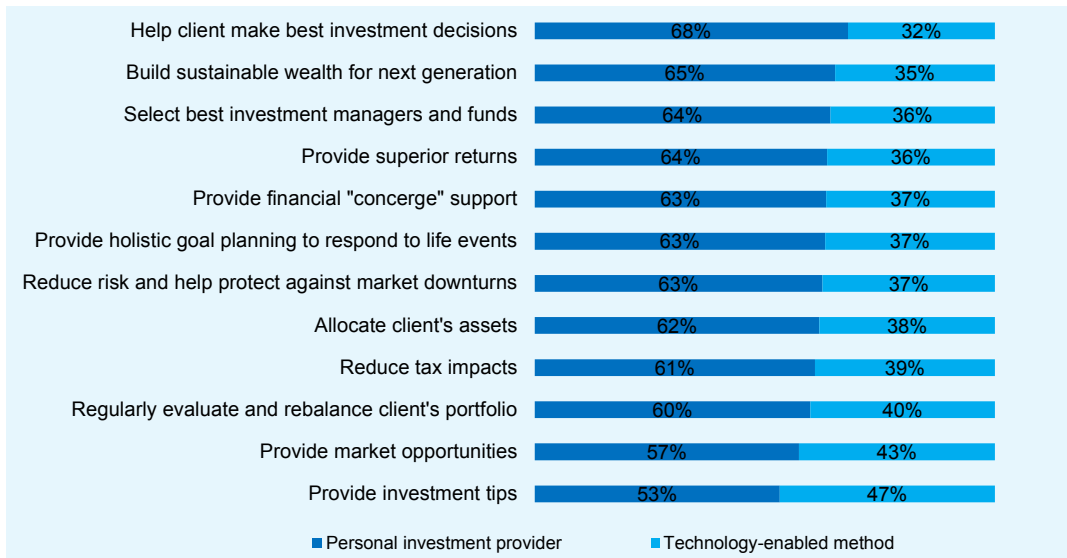 Help client make best investment decisions 68% 32%
Build sustainable wealth for next generation 65% 35%
Select best investment managers and funds 64% 36%
Provide superior returns 64% 36%
Provide financial "concerge" support 63% 37%
Provide holistic goal planning to respond to life events 63% 37%
Reduce risk and help protect against market downturns 63% 37%
Allocate client's assets 62% 38%
Reduce tax impacts 61% 39%
Regularly evaluate and rebalance client's portfolio 60% 40%
Provide market opportunities 57% 43%
Provide investment tips 53% 47%
Personal investment provider Technology-enabled method